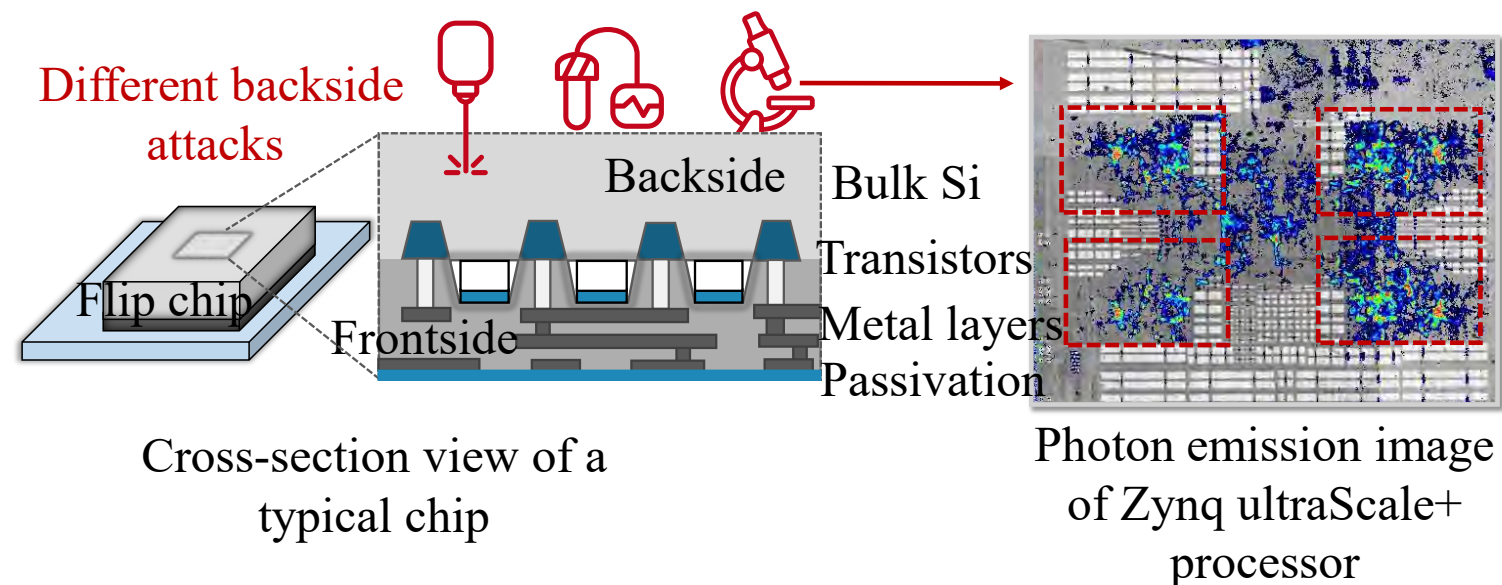 Different backside
attacks
Backside
Bulk Si
Transistors
Flip chip
Frontside
Metal layers
Passivation
Cross-section view of a
typical chip
Photon emission image
of Zynq ultraScale+
processor